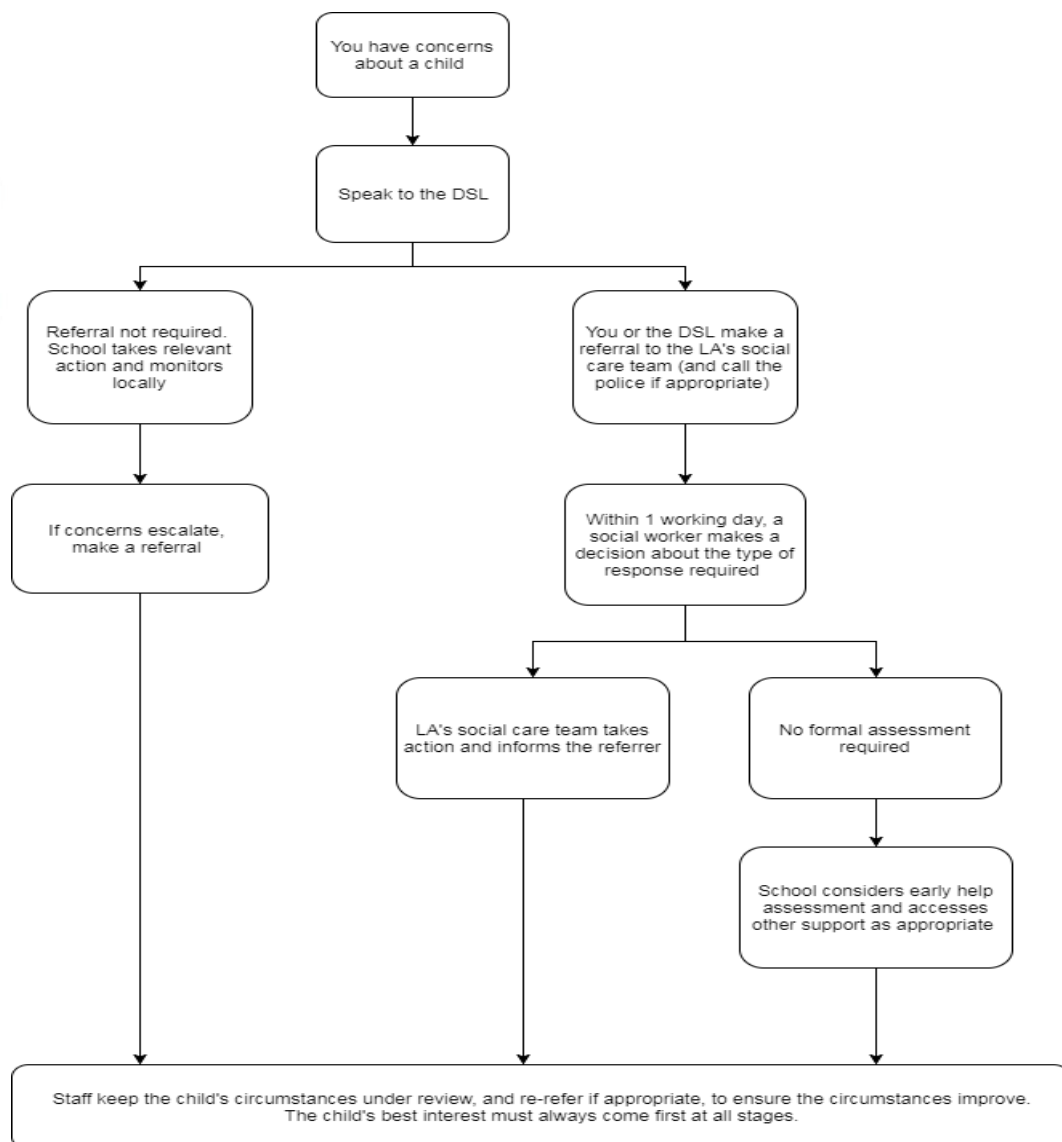 You have concerns
about a child
Speak to the DSL
Referral not required.
School takes relevant
action and monitors
locally
You or the DSL make a
referral to the LA's social
care team (and call the
police if appropriate)
If concerns escalate,
make a referral
Within 1 working day, a
social worker makes a
decision about the type of
response required
LA's social care team takes
action and informs the referrer
No formal assessment
required
School considers early help
assessment and accesses
other support as appropriate
Staff keep the child's circumstances under review, and re-refer if appropriate, to ensure the circumstances improve.
The child's best interest must always come first at all stages.